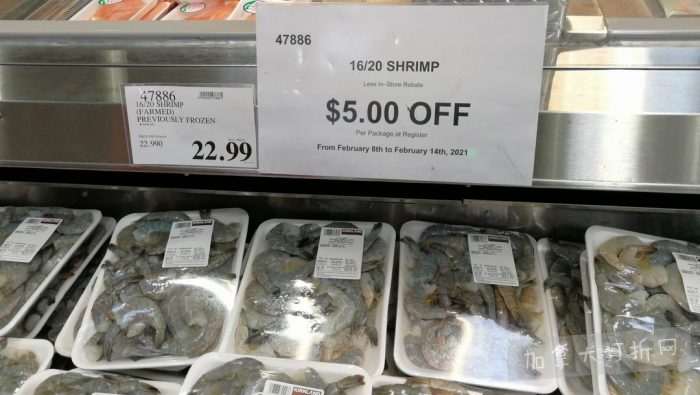 47886
16/20 SHRIMP
Less In-Store Rebate
$5.00 OFF
Per Package at Register
From February 8th to February 14th, 2021
47886
16/20 SHRIMP
(FARMED)
PREVIOUSLY FROZEN
22.990
22.99
KIRKLAND
加拿大打折网